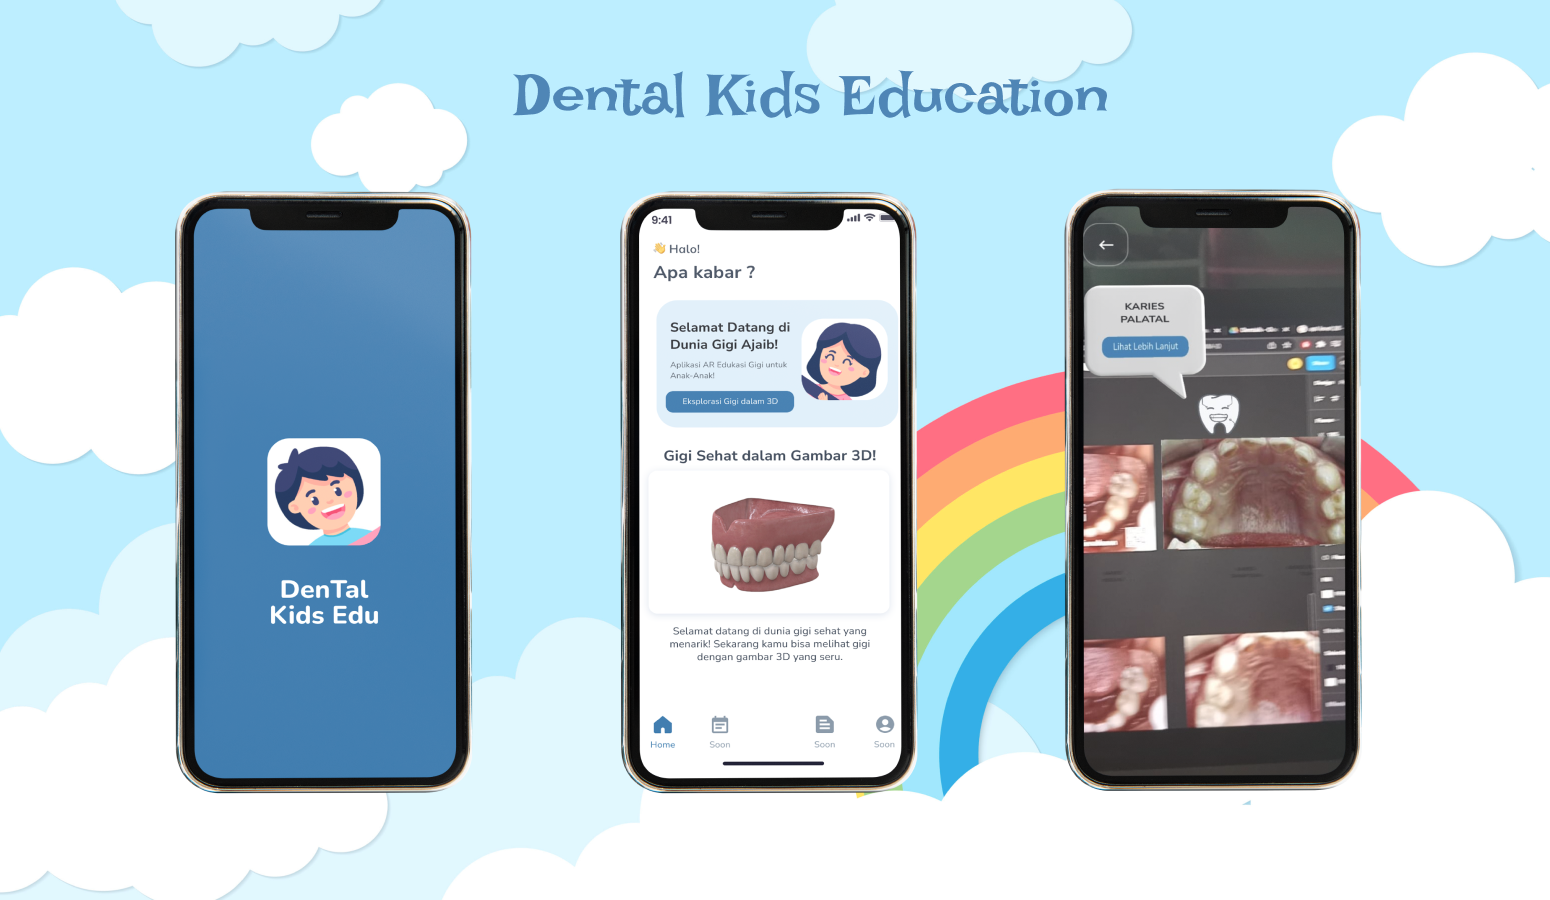 Dental Kids Education
DenTal
Kids Edu
9:41
👋 Halo!
Apa kabar ?
Selamat Datang di
Dunia Gigi Ajaib!
Aplikasi AR Edukasi Gigi untuk
Anak-Anak!
Eksplorasi Gigi dalam 3D
Gigi Sehat dalam Gambar 3D!
Selamat datang di dunia gigi sehat yang
menarik! Sekarang kamu bisa melihat gigi
dengan gambar 3D yang seru.
Home
Soon
Soon
Soon
KARIES
PALATAL
Lihat Lebih Lanjut